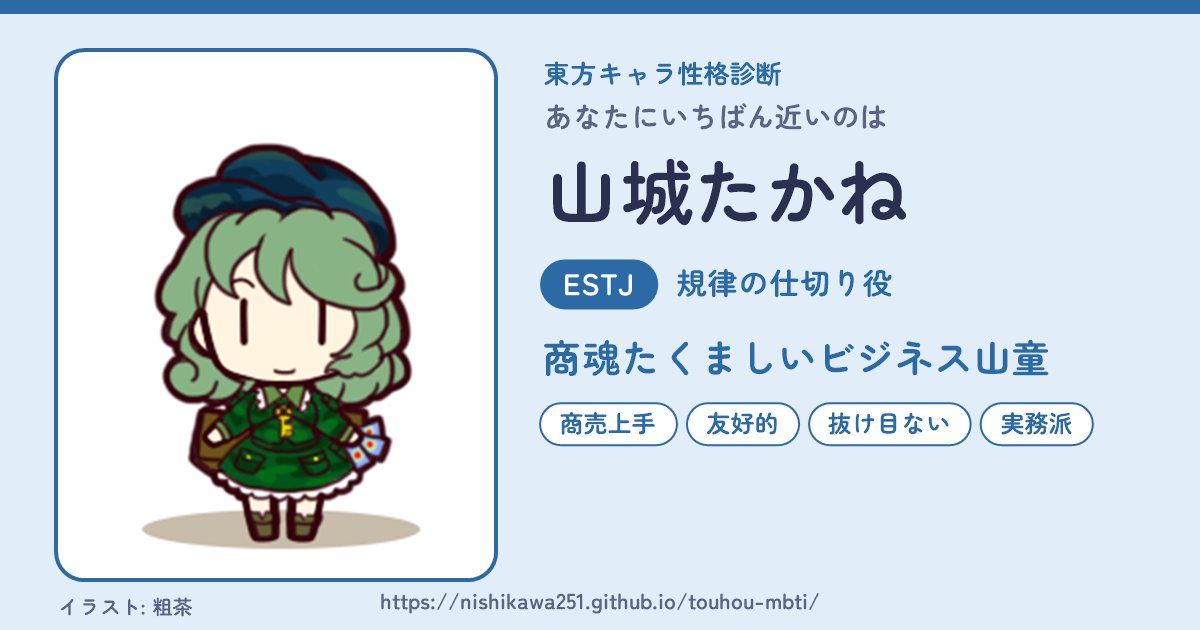 東方キャラ性格診断
あなたにいちばん近いのは
山城たかね
ESTJ 規律の仕切り役
商魂たくましいビジネス山童
商売上手 友好的 抜け目ない 実務派
イラスト: 粗茶
https://nishikawa251.github.io/touhou-mbti/